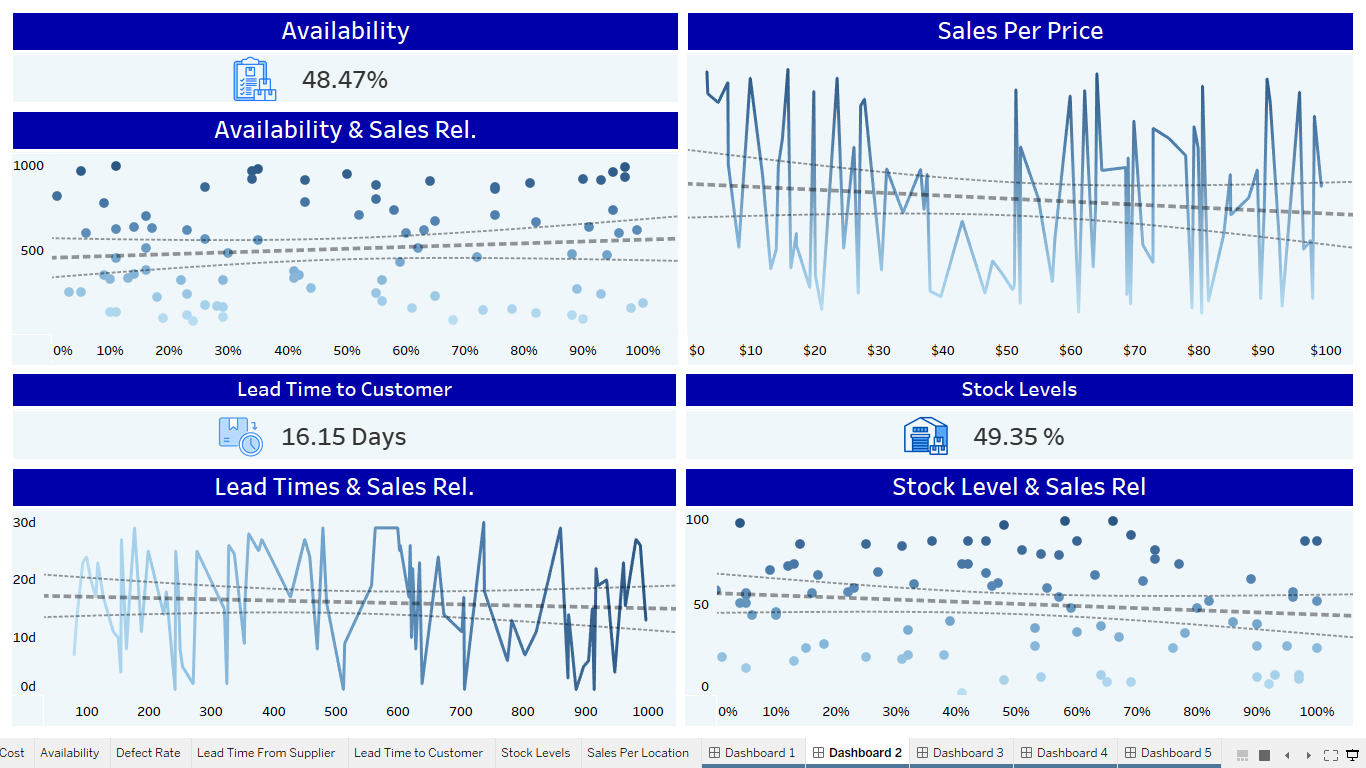 Availability
48.47%
Availability & Sales Rel.
1000
500
0% 10% 20% 30% 40% 50% 60% 70% 80% 90% 100%
Sales Per Price
$0 $10 $20 $30 $40 $50 $60 $70 $80 $90 $100
Lead Time to Customer
16.15 Days
Lead Times & Sales Rel.
30d
20d
10d
0d
100 200 300 400 500 600 700 800 900 1000
Stock Levels
49.35 %
Stock Level & Sales Rel
100
50
0
0% 10% 20% 30% 40% 50% 60% 70% 80% 90% 100%
Cost Availability Defect Rate Lead Time From Supplier Lead Time to Customer Stock Levels Sales Per Location Dashboard 1 Dashboard 2 Dashboard 3 Dashboard 4 Dashboard 5